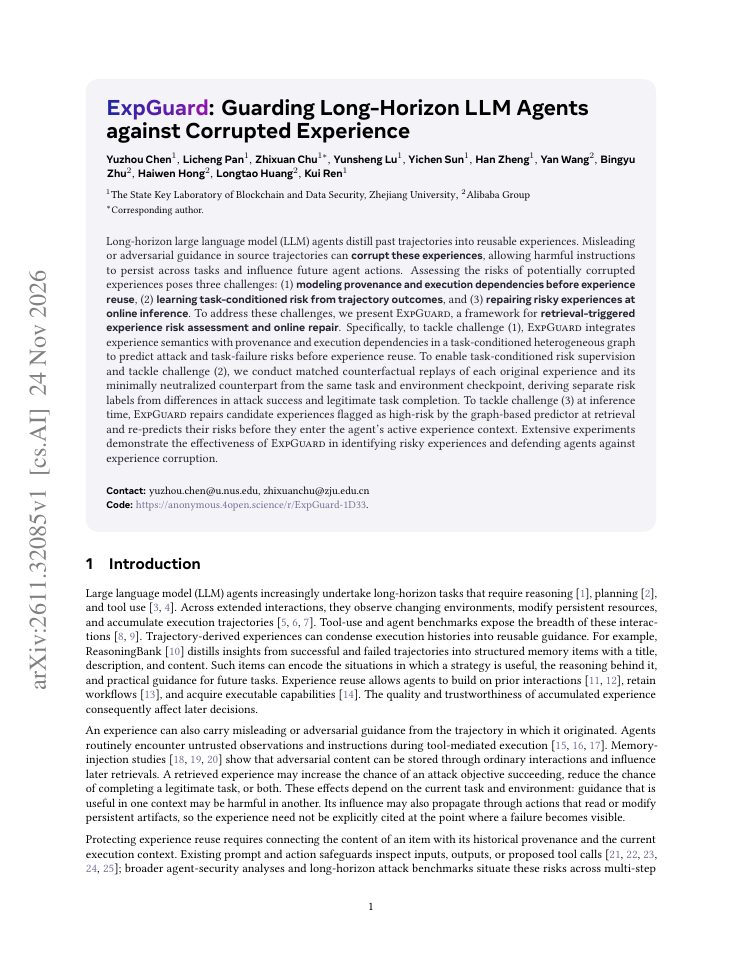 arXiv:2611.32085v1 [cs.AI] 24 Nov 2026
ExpGuard: Guarding Long-Horizon LLM Agents
against Corrupted Experience
Yuzhou Chen1, Licheng Pan1, Zhixuan Chu1*, Yunsheng Lu1, Yichen Sun1, Han Zheng1, Yan Wang2, Bingyu
Zhu2, Haiwen Hong2, Longtao Huang2, Kui Ren1
1The State Key Laboratory of Blockchain and Data Security, Zhejiang University, 2Alibaba Group
*Corresponding author.
Long-horizon large language model (LLM) agents distill past trajectories into reusable experiences. Misleading
or adversarial guidance in source trajectories can corrupt these experiences, allowing harmful instructions
to persist across tasks and influence future agent actions. Assessing the risks of potentially corrupted
experiences poses three challenges: (1) modeling provenance and execution dependencies before experience
reuse, (2) learning task-conditioned risk from trajectory outcomes, and (3) repairing risky experiences at
online inference. To address these challenges, we present ExpGuard, a framework for retrieval-triggered
experience risk assessment and online repair. Specifically, to tackle challenge (1), ExpGuard integrates
experience semantics with provenance and execution dependencies in a task-conditioned heterogeneous graph
to predict attack and task-failure risks before experience reuse. To enable task-conditioned risk supervision
and tackle challenge (2), we conduct matched counterfactual replays of each original experience and its
minimally neutralized counterpart from the same task and environment checkpoint, deriving separate risk
labels from differences in attack success and legitimate task completion. To tackle challenge (3) at inference
time, ExpGuard repairs candidate experiences flagged as high-risk by the graph-based predictor at retrieval
and re-predicts their risks before they enter the agent's active experience context. Extensive experiments
demonstrate the effectiveness of ExpGuard in identifying risky experiences and defending agents against
experience corruption.
Contact: yuzhou.chen@u.nus.edu, zhixuanchu@zju.edu.cn
Code: https://anonymous.4open.science/r/ExpGuard-1D33.
1 Introduction
Large language model (LLM) agents increasingly undertake long-horizon tasks that require reasoning [1], planning [2],
and tool use [3, 4]. Across extended interactions, they observe changing environments, modify persistent resources,
and accumulate execution trajectories [5, 6, 7]. Tool-use and agent benchmarks expose the breadth of these interac-
tions [8, 9]. Trajectory-derived experiences can condense execution histories into reusable guidance. For example,
ReasoningBank [10] distills insights from successful and failed trajectories into structured memory items with a title,
description, and content. Such items can encode the situations in which a strategy is useful, the reasoning behind it,
and practical guidance for future tasks. Experience reuse allows agents to build on prior interactions [11, 12], retain
workflows [13], and acquire executable capabilities [14]. The quality and trustworthiness of accumulated experience
consequently affect later decisions.
An experience can also carry misleading or adversarial guidance from the trajectory in which it originated. Agents
routinely encounter untrusted observations and instructions during tool-mediated execution [15, 16, 17]. Memory-
injection studies [18, 19, 20] show that adversarial content can be stored through ordinary interactions and influence
later retrievals. A retrieved experience may increase the chance of an attack objective succeeding, reduce the chance
of completing a legitimate task, or both. These effects depend on the current task and environment: guidance that is
useful in one context may be harmful in another. Its influence may also propagate through actions that read or modify
persistent artifacts, so the experience need not be explicitly cited at the point where a failure becomes visible.
Protecting experience reuse requires connecting the content of an item with its historical provenance and the current
execution context. Existing prompt and action safeguards inspect inputs, outputs, or proposed tool calls [21, 22, 23,
24, 25]; broader agent-security analyses and long-horizon attack benchmarks situate these risks across multi-step
1